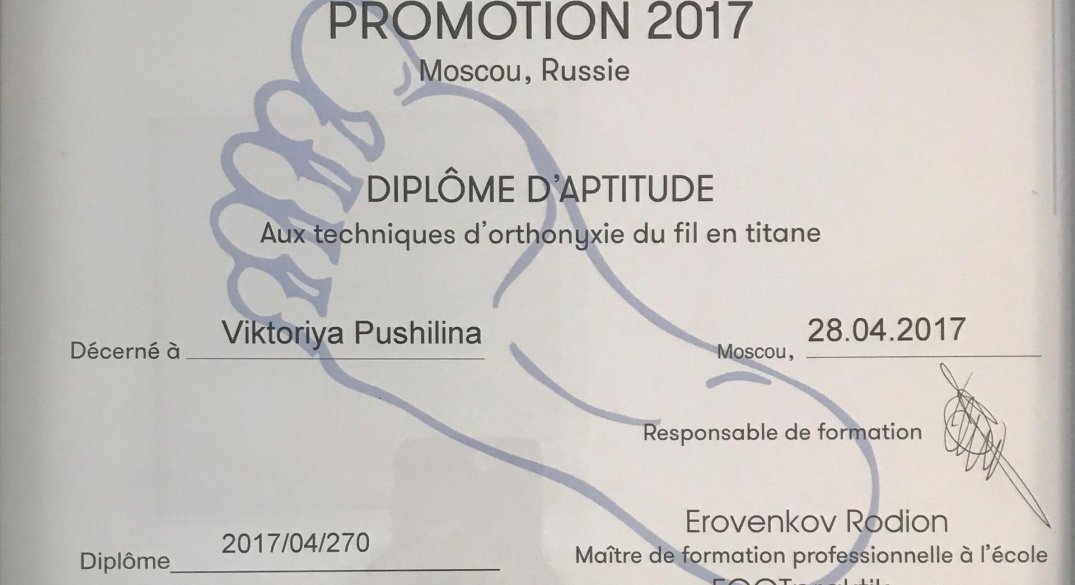 PROMOTION 2017
Moscou, Russie
DIPLÔME D'APTITUDE
Aux techniques d'orthonyxie du fil en titane
Décerné à Viktoriya Pushilina
Moscou, 28.04.2017
Responsable de formation
Erovenkov Rodion
Diplôme 2017/04/270
Maître de formation professionnelle à l'école